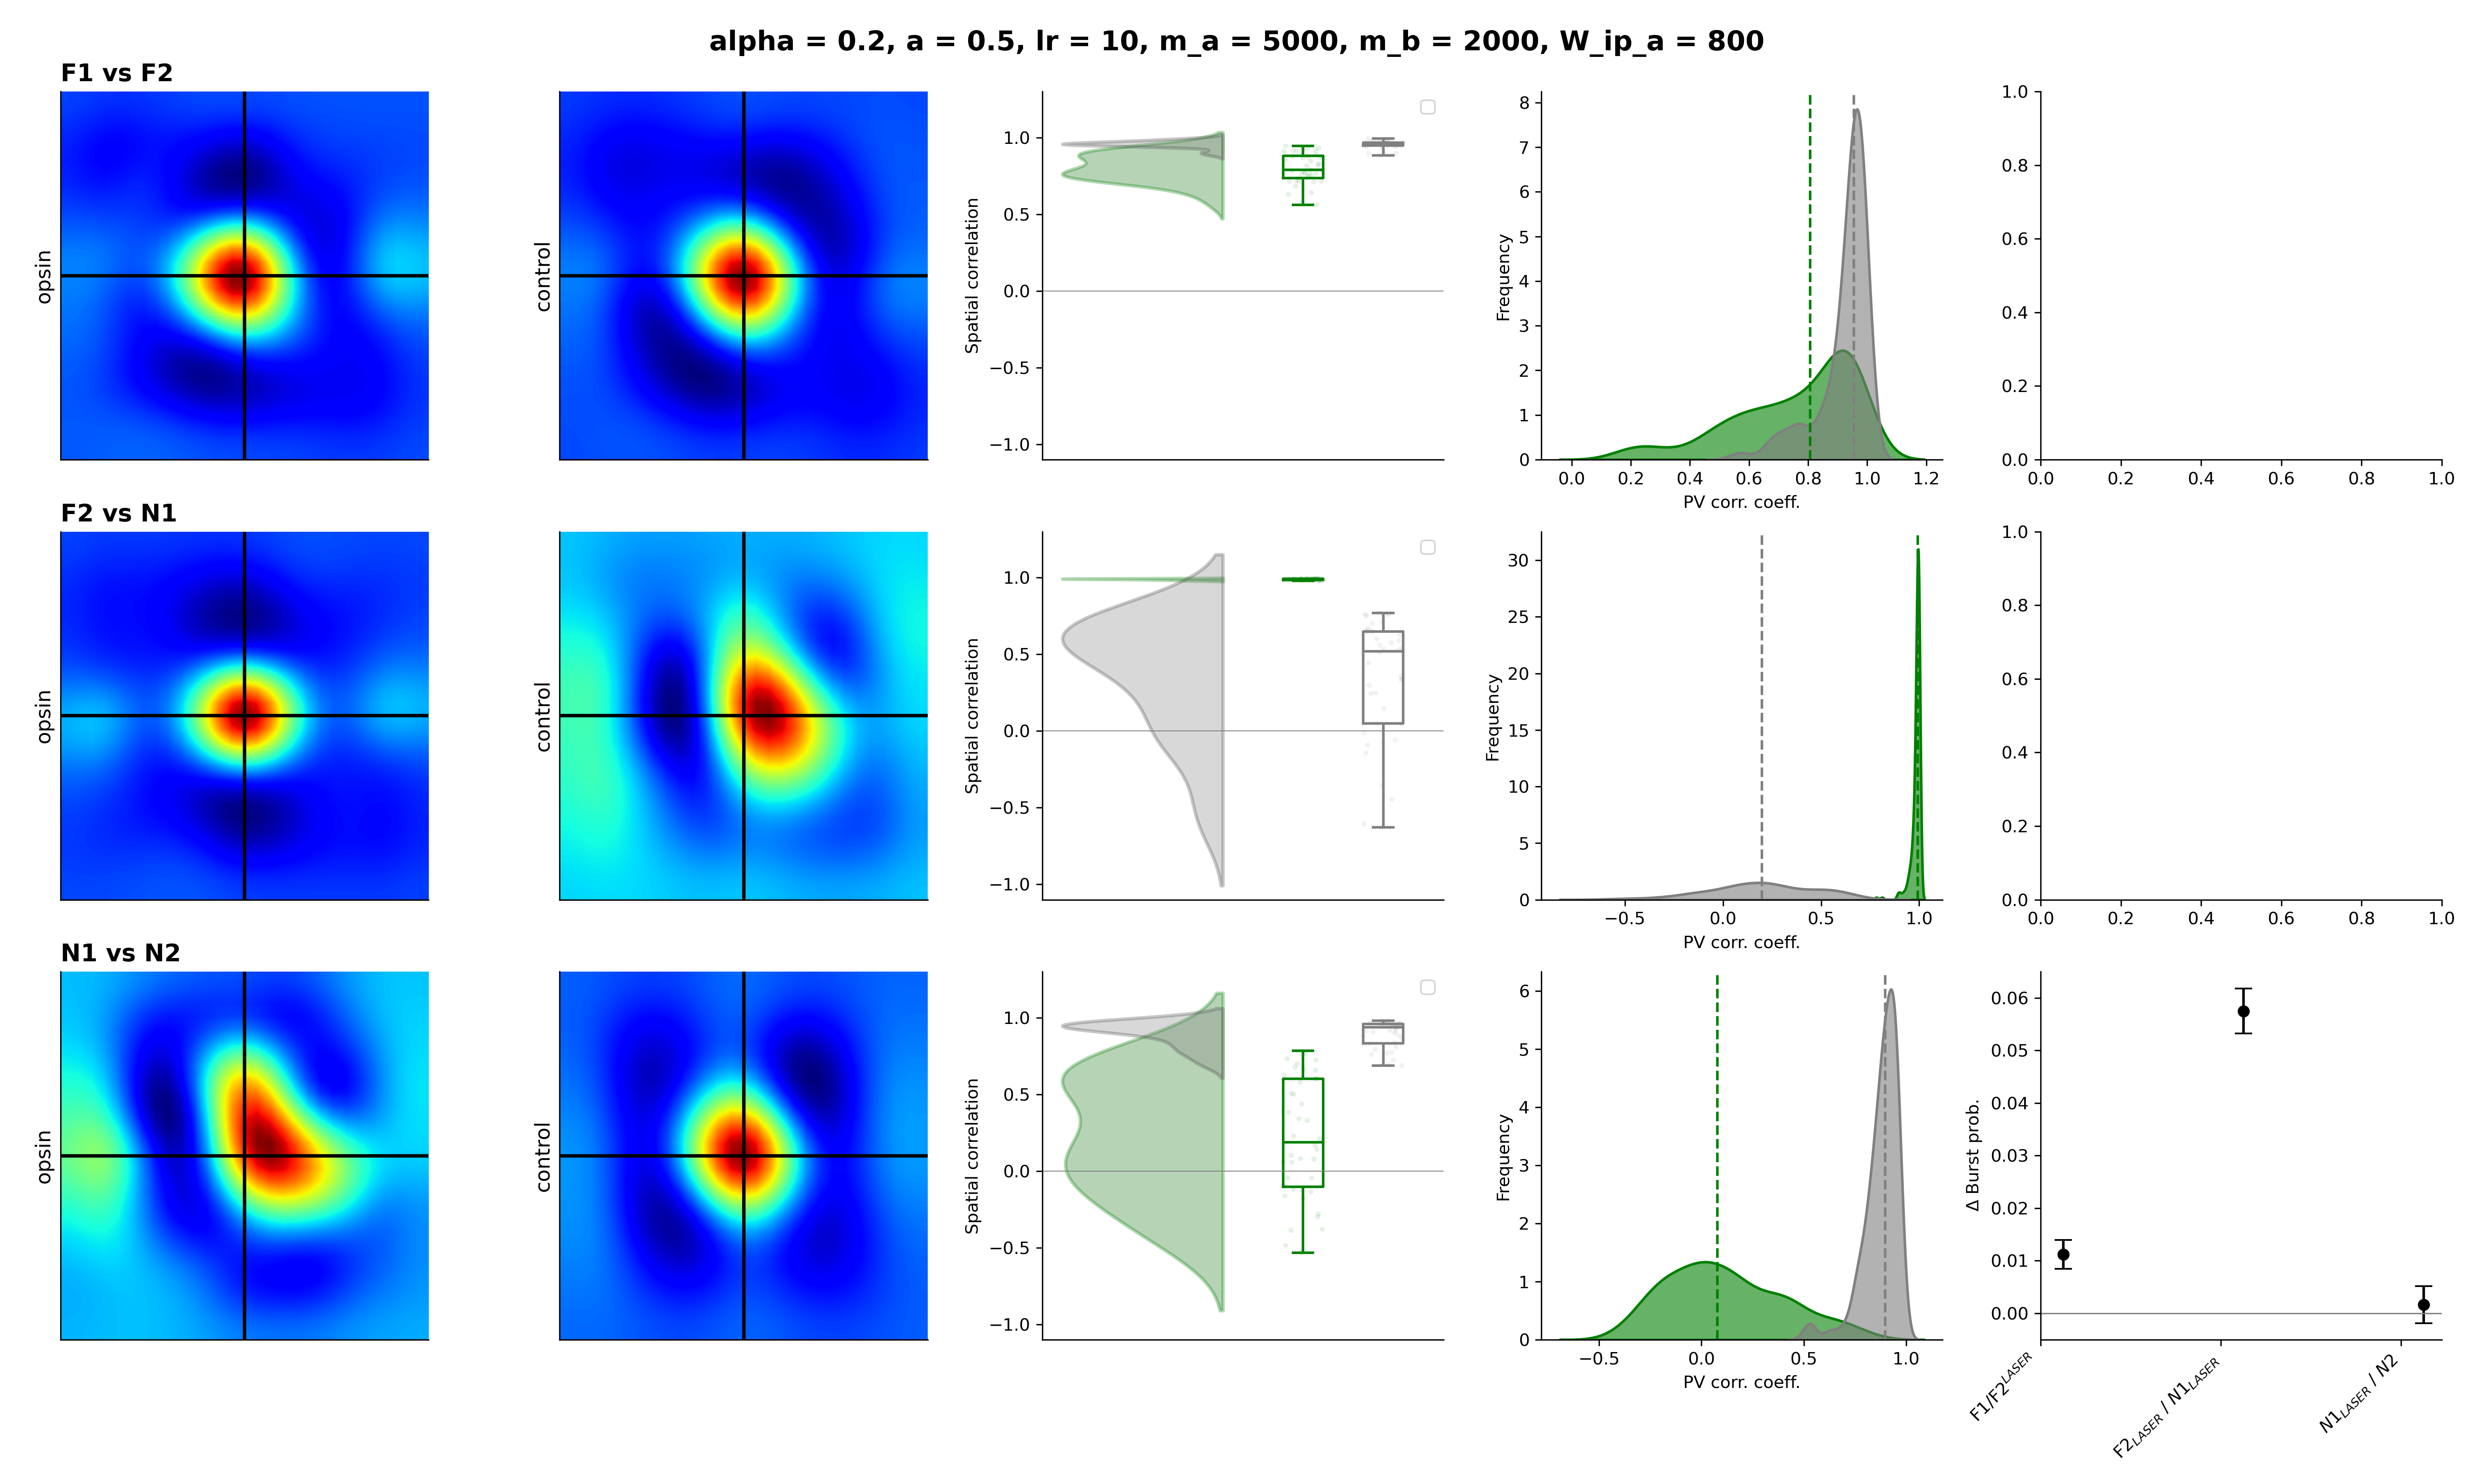 alpha = 0.2, a = 0.5, lr = 10, m_a = 5000, m_b = 2000, W_ip_a = 800
F1 vs F2
opsin
control
Spatial correlation
1.0
0.5
0.0
−0.5
−1.0
Frequency
8
7
6
5
4
3
2
1
0
0.0 0.2 0.4 0.6 0.8 1.0 1.2
PV corr. coeff.
1.0
0.8
0.6
0.4
0.2
0.0
0.0 0.2 0.4 0.6 0.8 1.0
F2 vs N1
opsin
control
Spatial correlation
1.0
0.5
0.0
−0.5
−1.0
Frequency
30
25
20
15
10
5
0
−0.5 0.0 0.5 1.0
PV corr. coeff.
1.0
0.8
0.6
0.4
0.2
0.0
0.0 0.2 0.4 0.6 0.8 1.0
N1 vs N2
opsin
control
Spatial correlation
1.0
0.5
0.0
−0.5
−1.0
Frequency
6
5
4
3
2
1
0
−0.5 0.0 0.5 1.0
PV corr. coeff.
Δ Burst prob.
0.06
0.05
0.04
0.03
0.02
0.01
0.00
F1/F2^LASER
F2_LASER / N1_LASER
N1_LASER / N2